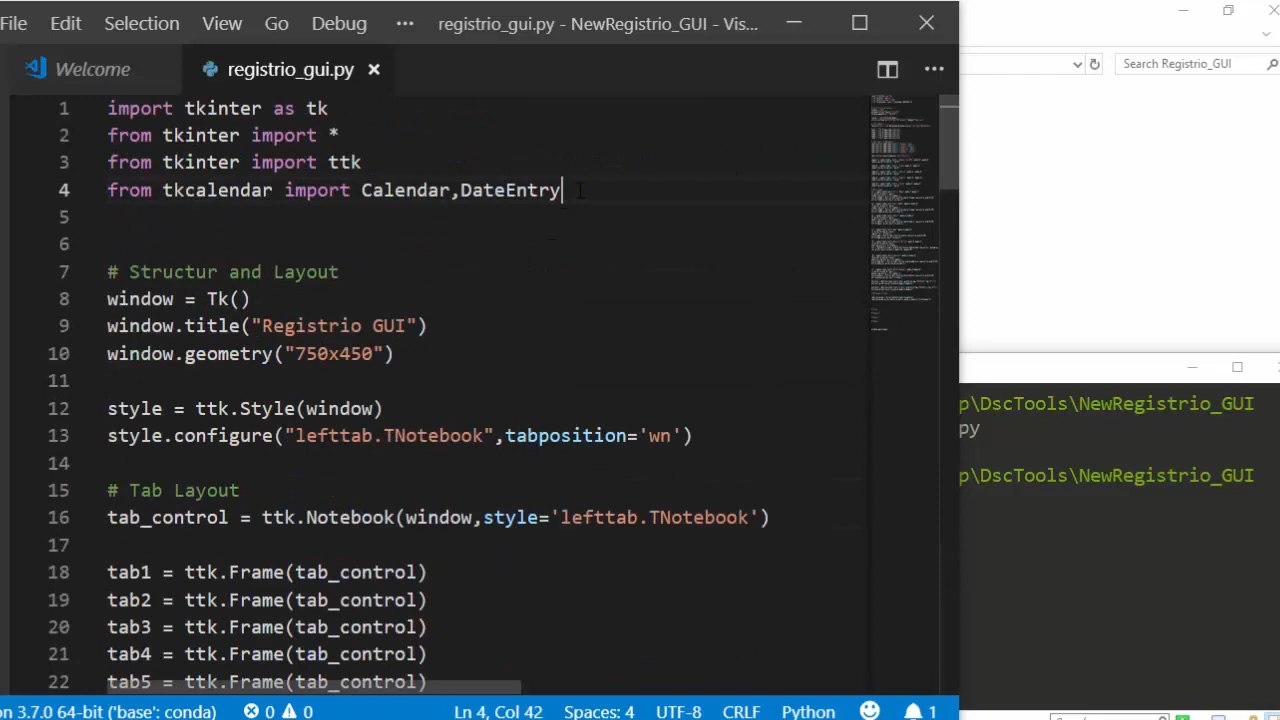 File Edit Selection View Go Debug ··· registrio_gui.py - NewRegistrio_GUI - Vis...
Welcome registrio_gui.py
Search Registrio_GUI
1 import tkinter as tk
2 from tkinter import *
3 from tkinter import ttk
4 from tkcalendar import Calendar,DateEntry
5
6
7 # Structur and Layout
8 window = Tk()
9 window.title("Registrio GUI")
10 window.geometry("750x450")
11
12 style = ttk.Style(window)
13 style.configure("lefttab.TNotebook",tabposition='wn')
14
15 # Tab Layout
16 tab_control = ttk.Notebook(window,style='lefttab.TNotebook')
17
18 tab1 = ttk.Frame(tab_control)
19 tab2 = ttk.Frame(tab_control)
20 tab3 = ttk.Frame(tab_control)
21 tab4 = ttk.Frame(tab_control)
22 tab5 = ttk.Frame(tab_control)
p\DscTools\NewRegistrio_GUI
py
p\DscTools\NewRegistrio_GUI
on 3.7.0 64-bit ('base': conda) 0 0 Ln 4, Col 42 Spaces: 4 UTF-8 CRLF Python 1